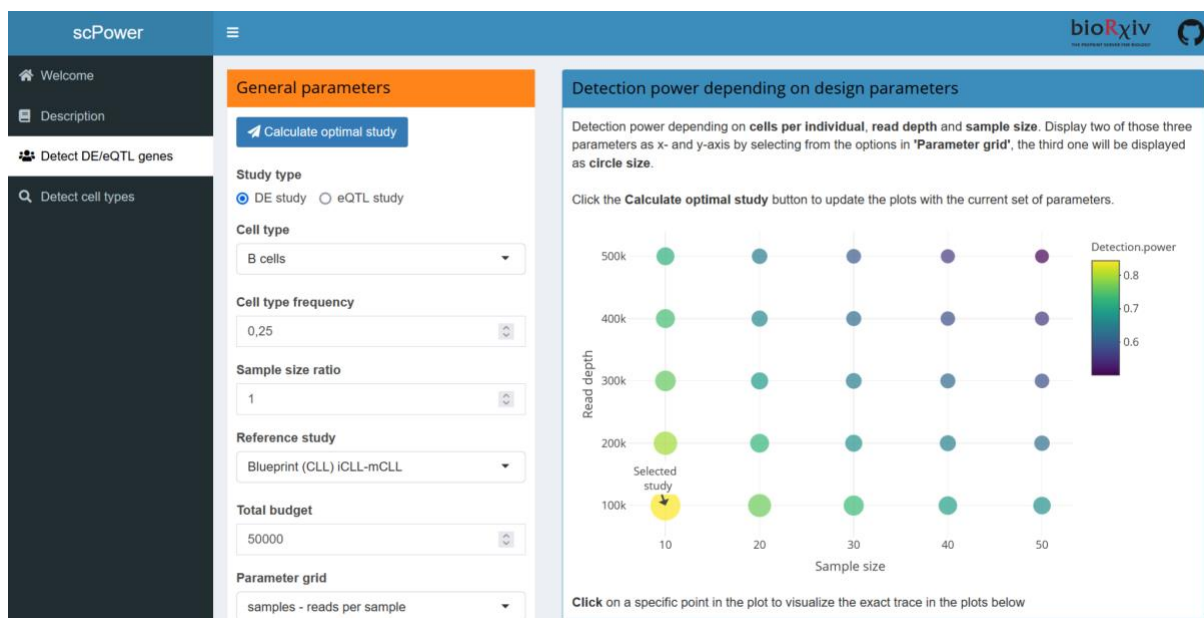 scPower
bioRχiv
THE PREPRINT SERVER FOR BIOLOGY
Welcome
Description
Detect DE/eQTL genes
Detect cell types
General parameters
Calculate optimal study
Study type
DE study eQTL study
Cell type
B cells
Cell type frequency
0,25
Sample size ratio
1
Reference study
Blueprint (CLL) iCLL-mCLL
Total budget
50000
Parameter grid
samples - reads per sample
Detection power depending on design parameters
Detection power depending on cells per individual, read depth and sample size. Display two of those three
parameters as x- and y-axis by selecting from the options in 'Parameter grid', the third one will be displayed
as circle size.
Click the Calculate optimal study button to update the plots with the current set of parameters.
Detection.power
0.8
0.7
0.6
500k
400k
300k
200k
100k
Read depth
Selected
study
10 20 30 40 50
Sample size
Click on a specific point in the plot to visualize the exact trace in the plots below